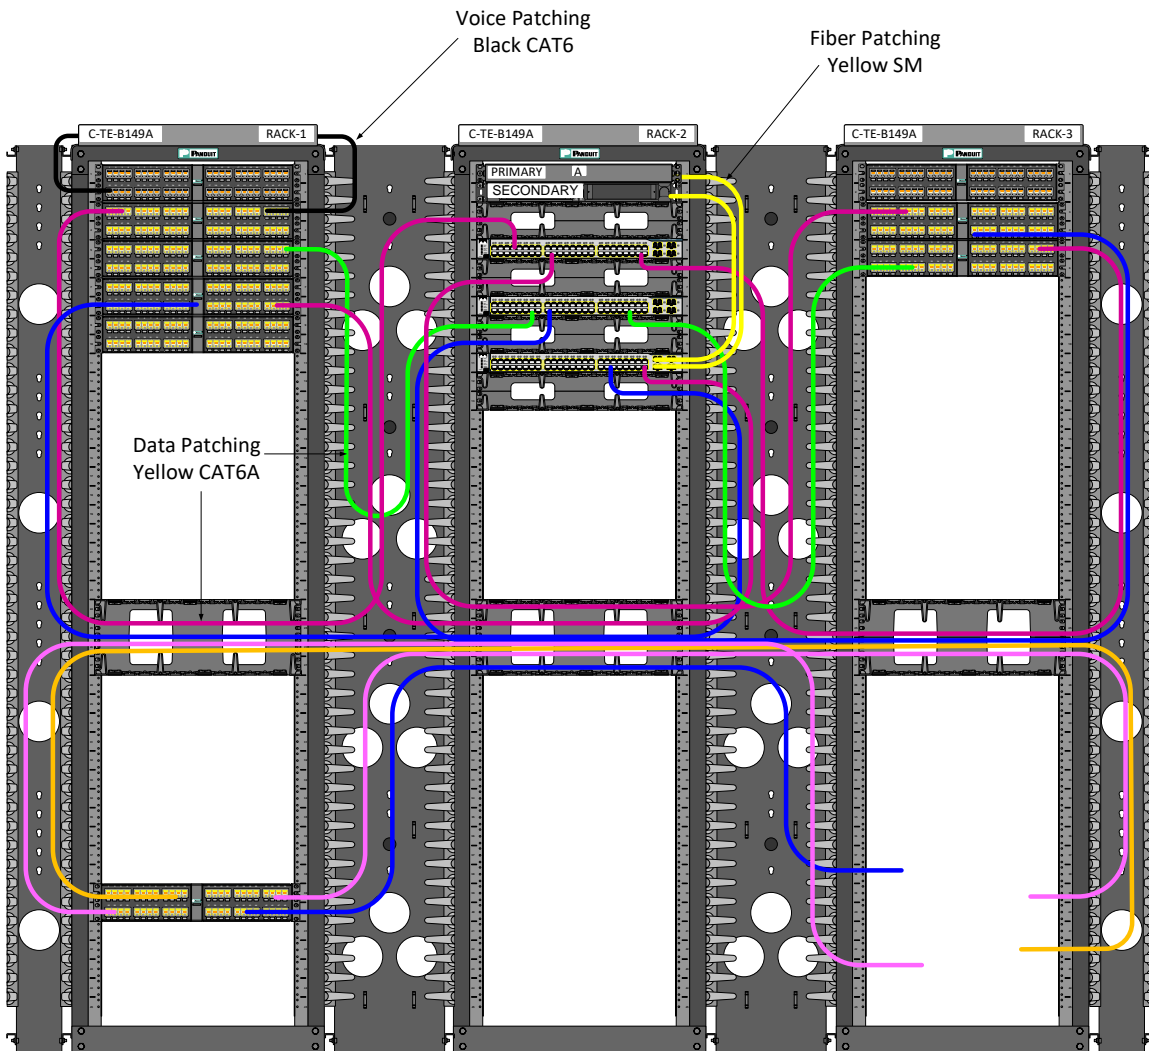 Voice Patching
Black CAT6
Fiber Patching
Yellow SM
C-TE-B149A
RACK-1
C-TE-B149A
RACK-2
C-TE-B149A
RACK-3
PANDUIT
PANDUIT
PANDUIT
PRIMARY A
SECONDARY
Data Patching
Yellow CAT6A